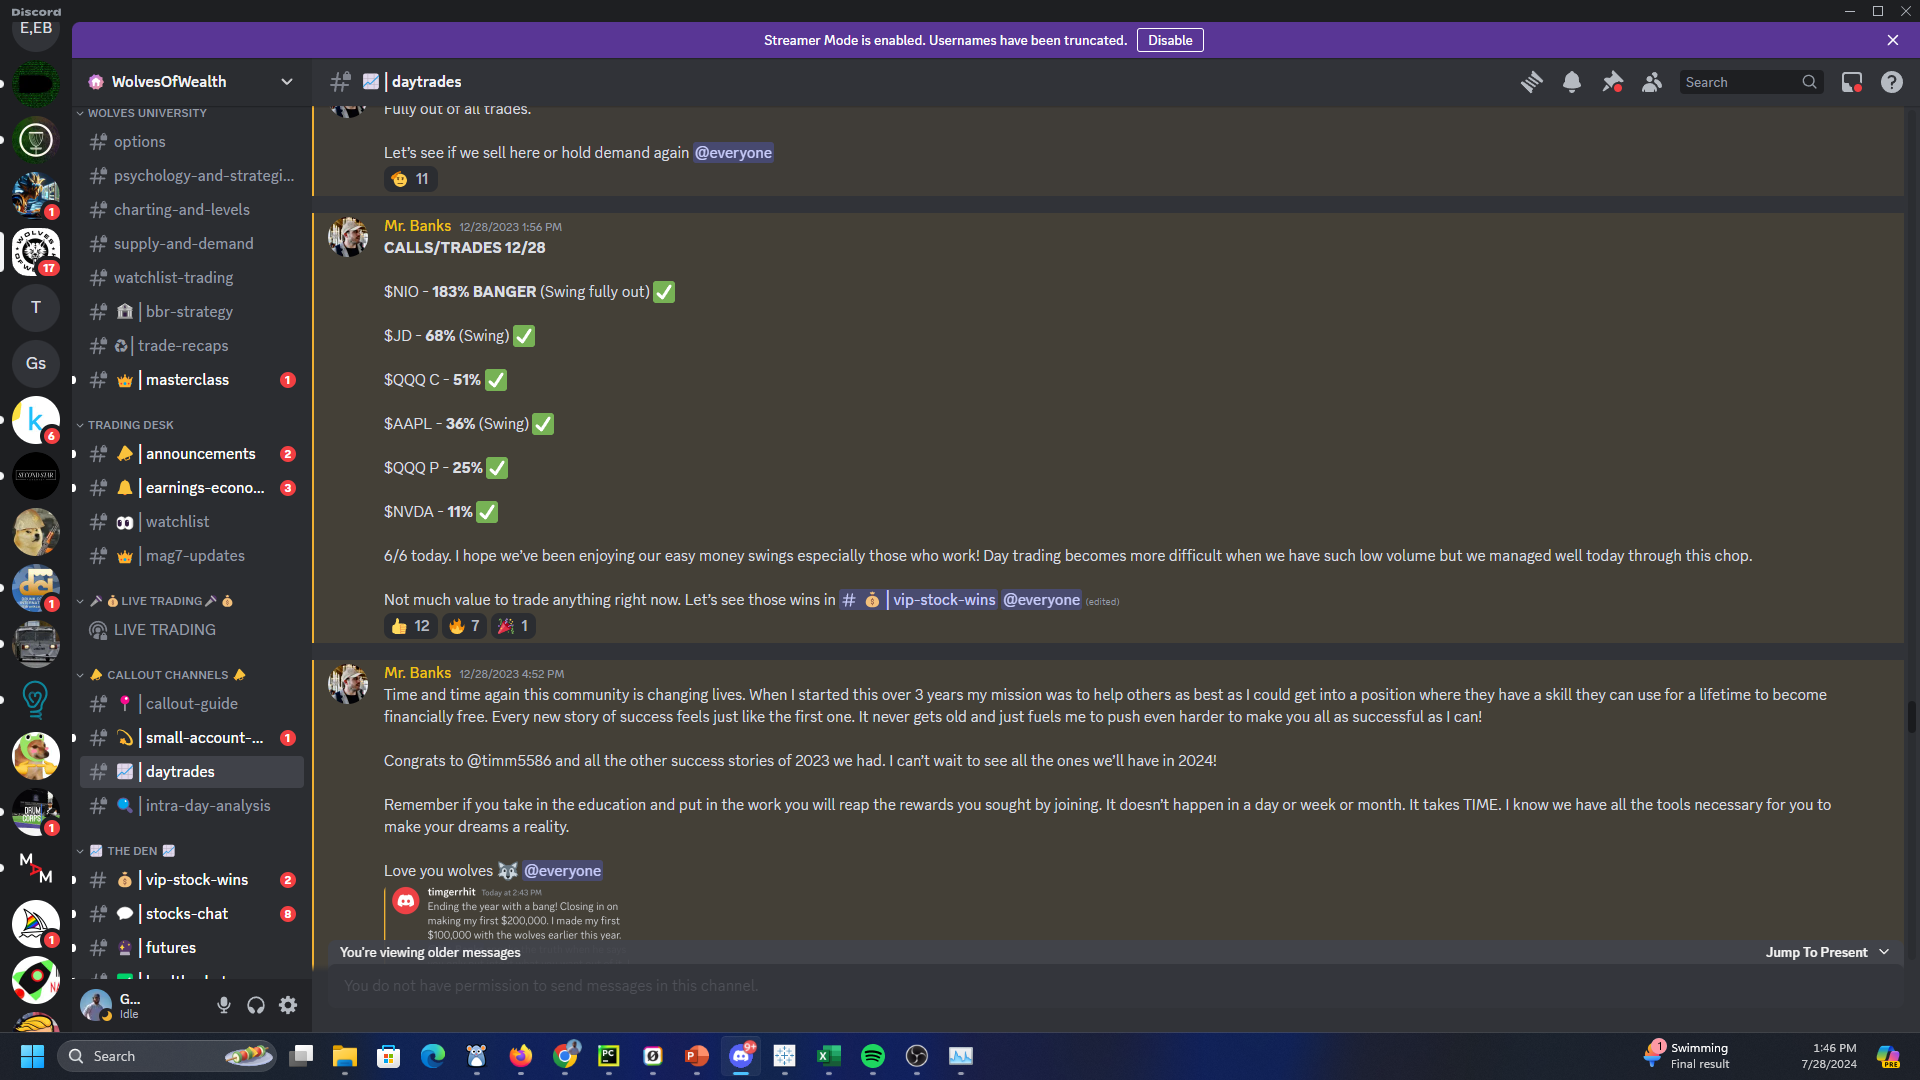 Discord
E,EB
Streamer Mode is enabled. Usernames have been truncated. Disable
WolvesOfWealth
| daytrades
Search
WOLVES UNIVERSITY
options
psychology-and-strategi...
charting-and-levels
supply-and-demand
watchlist-trading
| bbr-strategy
| trade-recaps
| masterclass 1
TRADING DESK
| announcements 2
| earnings-econo... 3
| watchlist
| mag7-updates
LIVE TRADING
LIVE TRADING
CALLOUT CHANNELS
| callout-guide
| small-account-... 1
| daytrades
| intra-day-analysis
THE DEN
| vip-stock-wins 2
| stocks-chat 8
| futures
1
17
T
Gs
k
6
SECOND STAR
dci
1
DRUM CORPS
1
M A M
1
G...
Idle
Fully out of all trades.
Let's see if we sell here or hold demand again @everyone
11
Mr. Banks 12/28/2023 1:56 PM
CALLS/TRADES 12/28
$NIO - 183% BANGER (Swing fully out)
$JD - 68% (Swing)
$QQQ C - 51%
$AAPL - 36% (Swing)
$QQQ P - 25%
$NVDA - 11%
6/6 today. I hope we've been enjoying our easy money swings especially those who work! Day trading becomes more difficult when we have such low volume but we managed well today through this chop.
Not much value to trade anything right now. Let's see those wins in # | vip-stock-wins @everyone (edited)
12 7 1
Mr. Banks 12/28/2023 4:52 PM
Time and time again this community is changing lives. When I started this over 3 years my mission was to help others as best as I could get into a position where they have a skill they can use for a lifetime to become
financially free. Every new story of success feels just like the first one. It never gets old and just fuels me to push even harder to make you all as successful as I can!
Congrats to @timm5586 and all the other success stories of 2023 we had. I can't wait to see all the ones we'll have in 2024!
Remember if you take in the education and put in the work you will reap the rewards you sought by joining. It doesn't happen in a day or week or month. It takes TIME. I know we have all the tools necessary for you to
make your dreams a reality.
Love you wolves @everyone
timgerrhit Today at 2:43 PM
Ending the year with a bang! Closing in on
making my first $200,000. I made my first
$100,000 with the wolves earlier this year.
You're viewing older messages
Jump To Present
You do not have permission to send messages in this channel.
Search
PC
9+
1
Swimming
Final result
1:46 PM
7/28/2024
PRE